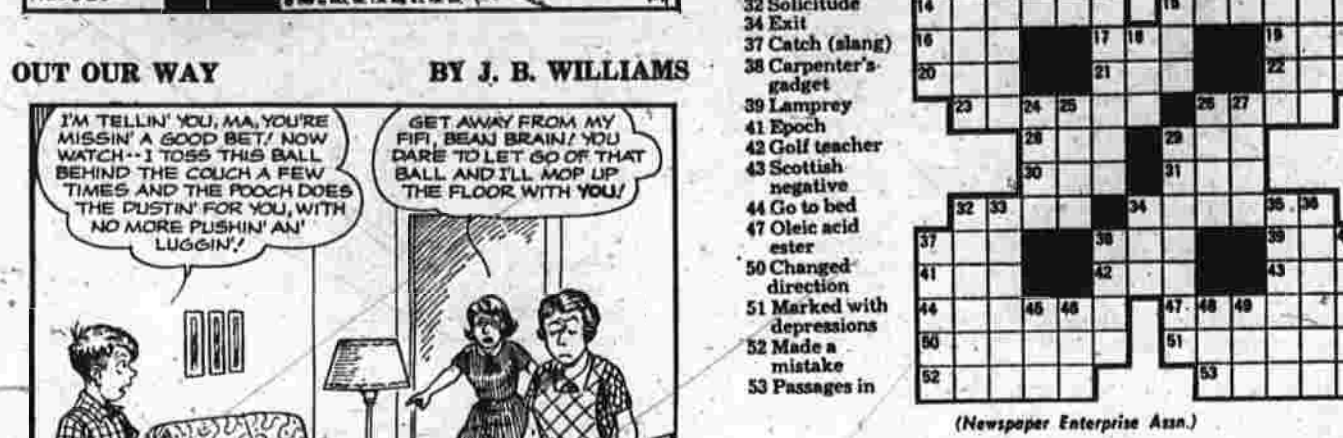 OUT OUR WAY
BY J. B. WILLIAMS
I'M TELLIN' YOU, MA, YOU'RE
MISSIN' A GOOD BET! NOW
WATCH--I TOSS THIS BALL
BEHIND THE COUCH A FEW
TIMES AND THE POOCH DOES
THE DUSTIN' FOR YOU, WITH
NO MORE PUSHIN' AN'
LUGGIN'!
GET AWAY FROM MY
FIFI, BEAN BRAIN! YOU
DARE TO LET GO OF THAT
BALL AND I'LL MOP UP
THE FLOOR WITH YOU!
32 Solicitude
34 Exit
37 Catch (slang)
38 Carpenter's
gadget
39 Lamprey
41 Epoch
42 Golf teacher
43 Scottish
negative
44 Go to bed
47 Oleic acid
ester
50 Changed
direction
51 Marked with
depressions
52 Made a
mistake
53 Passages in
14 15
16 17 18 19
20 21 22
23 24 25 26 27
28 29
30 31
32 33 34 35 36
37 38 39
41 42 43
44 45 46 47 48 49
50 51
52 53
(Newspaper Enterprise Assn.)